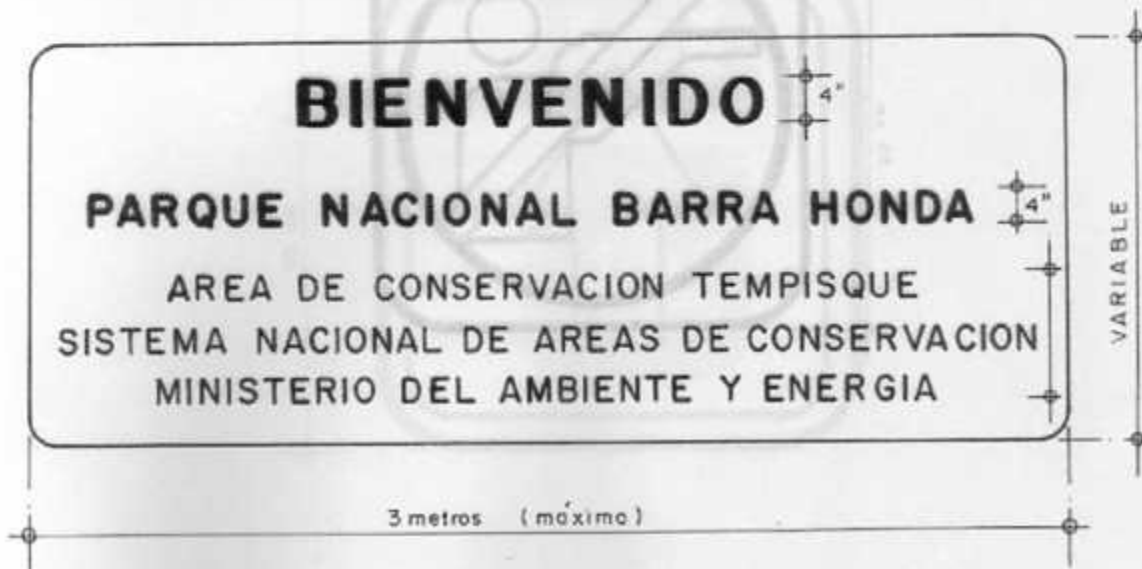 BIENVENIDO
4"
PARQUE NACIONAL BARRA HONDA
4"
AREA DE CONSERVACION TEMPISQUE
SISTEMA NACIONAL DE AREAS DE CONSERVACION
MINISTERIO DEL AMBIENTE Y ENERGIA
VARIABLE
3 metros (máximo)